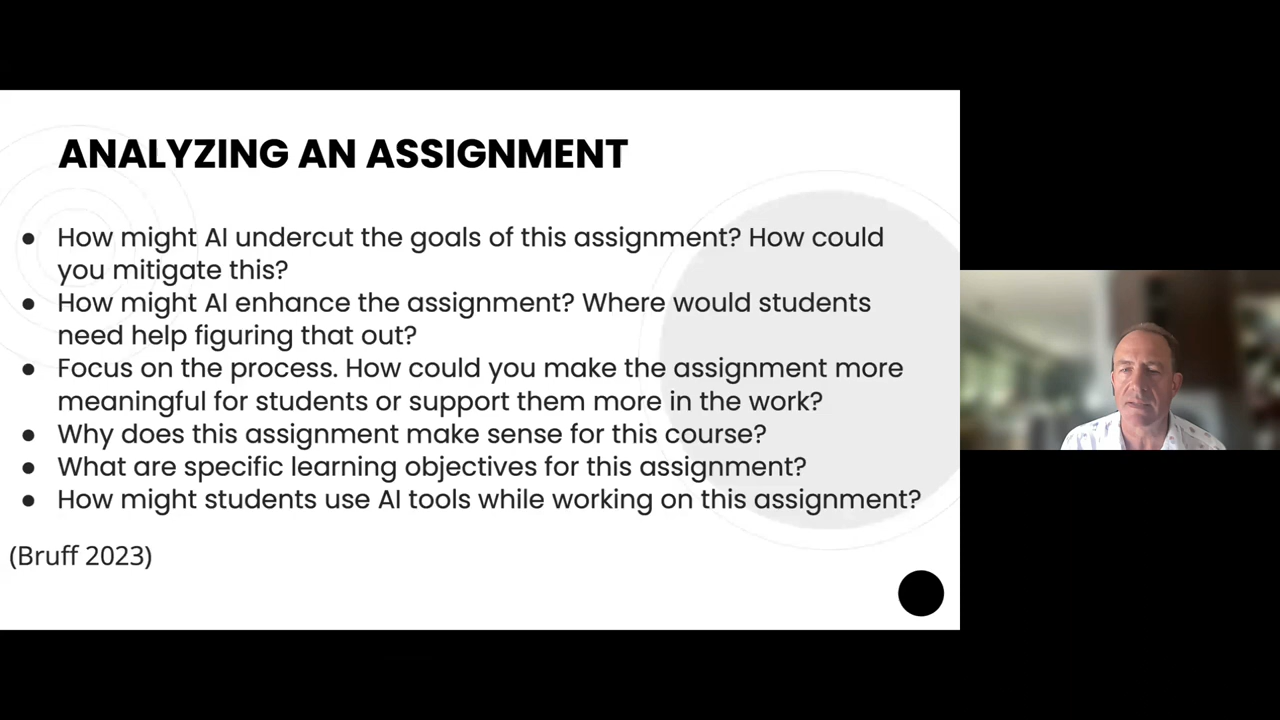 ANALYZING AN ASSIGNMENT
● How might AI undercut the goals of this assignment? How could
you mitigate this?
● How might AI enhance the assignment? Where would students
need help figuring that out?
● Focus on the process. How could you make the assignment more
meaningful for students or support them more in the work?
● Why does this assignment make sense for this course?
● What are specific learning objectives for this assignment?
● How might students use AI tools while working on this assignment?
(Bruff 2023)